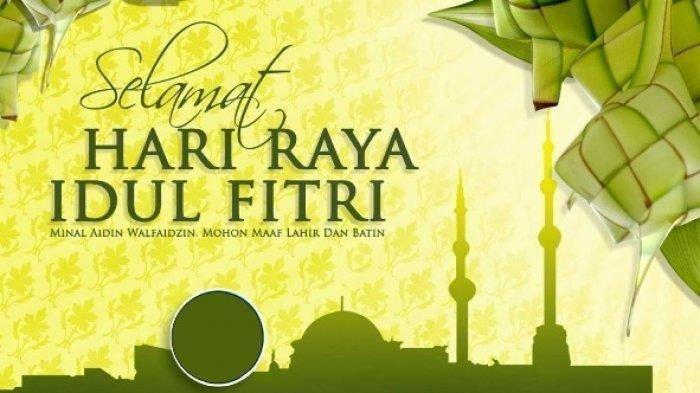 Selamat
HARI RAYA
IDUL FITRI
Minal Aidin Walfaidzin. Mohon Maaf Lahir Dan Batin